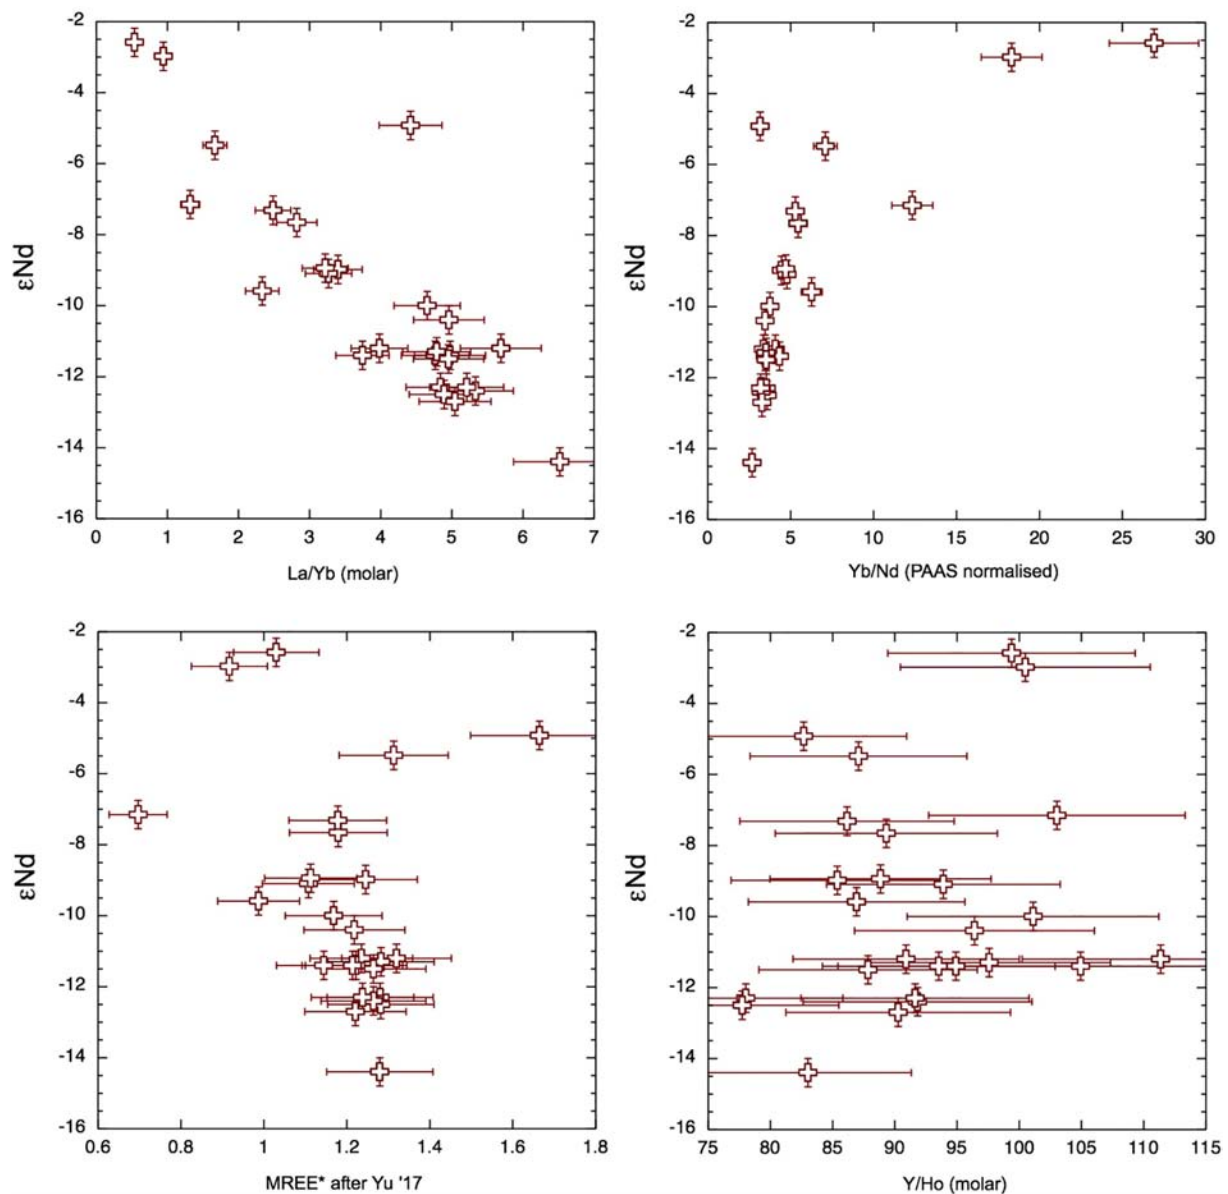 -2
-4
-6
-8
-10
-12
-14
-16
εNd
0 1 2 3 4 5 6 7
La/Yb (molar)
-2
-4
-6
-8
-10
-12
-14
-16
εNd
0 5 10 15 20 25 30
Yb/Nd (PAAS normalised)
-2
-4
-6
-8
-10
-12
-14
-16
εNd
0.6 0.8 1 1.2 1.4 1.6 1.8
MREE* after Yu '17
-2
-4
-6
-8
-10
-12
-14
-16
εNd
75 80 85 90 95 100 105 110 115
Y/Ho (molar)